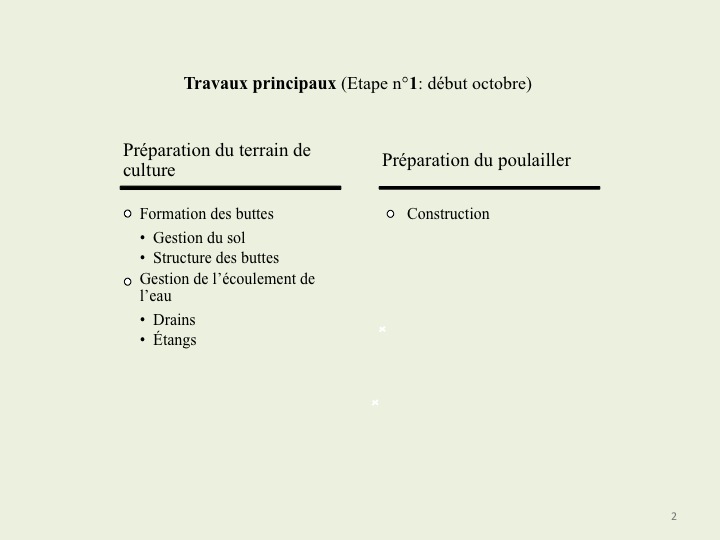 Travaux principaux (Etape n°1: début octobre)
Préparation du terrain de
culture
o Formation des buttes
• Gestion du sol
• Structure des buttes
o Gestion de l’écoulement de
l’eau
• Drains
• Étangs
Préparation du poulailler
o Construction
2